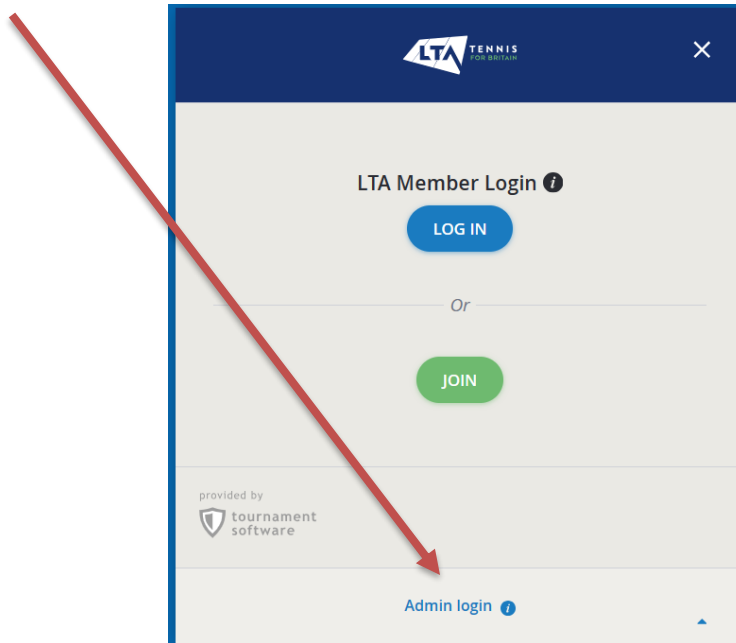 LTA TENNIS
FOR BRITAIN
LTA Member Login
LOG IN
Or
JOIN
provided by
tournament
software
Admin login